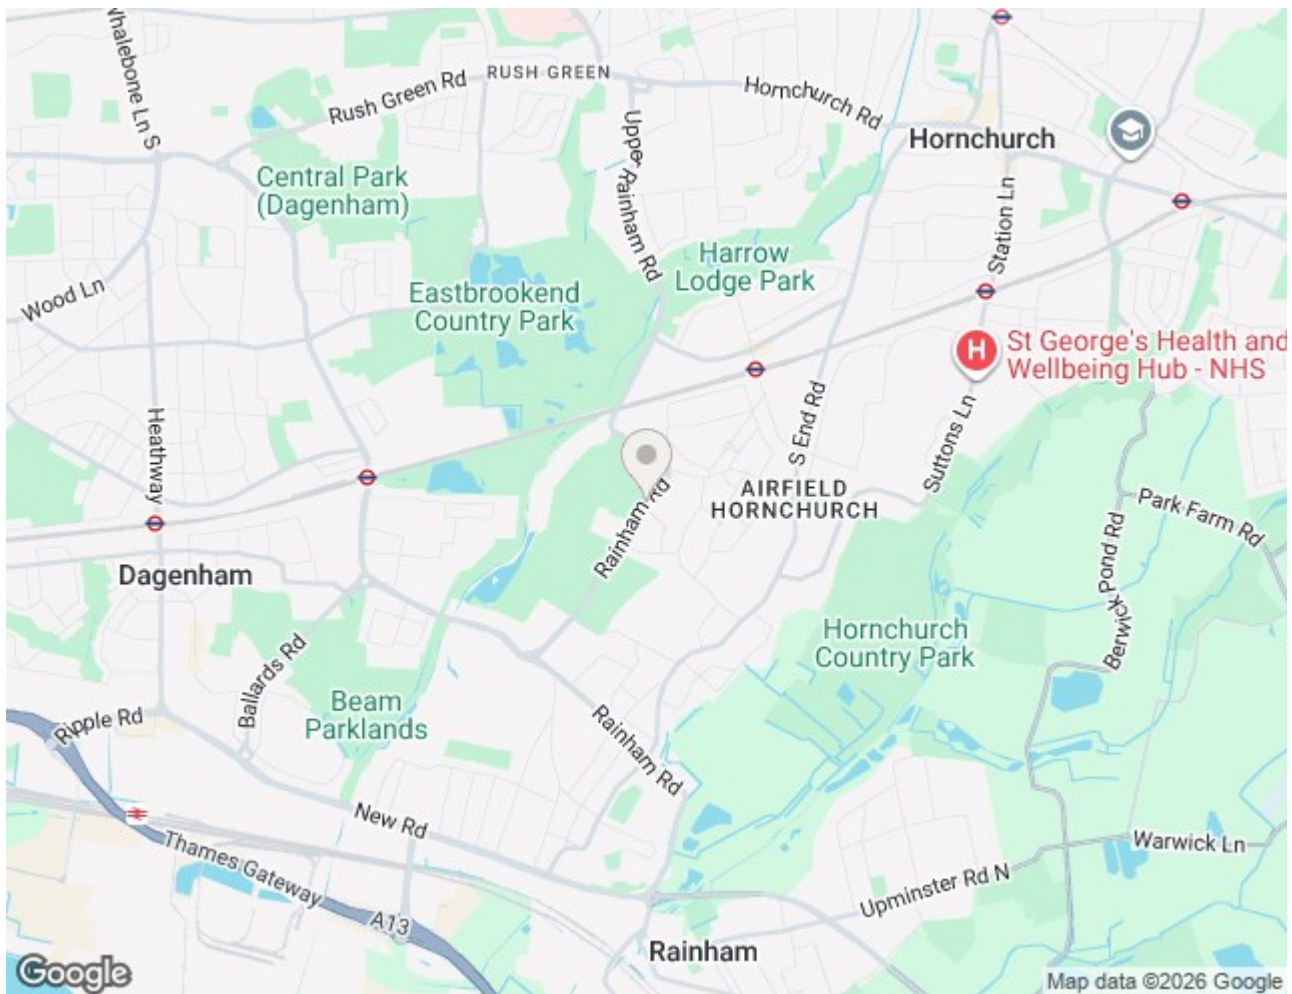 Whalebone Ln S
Rush Green Rd
RUSH GREEN
Hornchurch Rd
Hornchurch
Upper Rainham Rd
Central Park
(Dagenham)
Station Ln
Harrow
Lodge Park
Wood Ln
Eastbrookend
Country Park
H
St George's Health and
Wellbeing Hub - NHS
Heathway
S End Rd
Suttons Ln
AIRFIELD
HORNCHURCH
Rainham Rd
Park Farm Rd
Berwick Pond Rd
Dagenham
Hornchurch
Country Park
Ballards Rd
Beam
Parklands
Ripple Rd
Rainham Rd
New Rd
Warwick Ln
Thames Gateway
Upminster Rd N
A13
Rainham
Google
Map data ©2026 Google